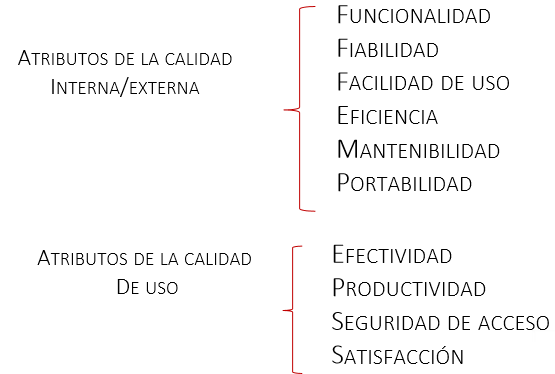 Atributos de la calidad
Interna/externa
Funcionalidad
Fiabilidad
Facilidad de uso
Eficiencia
Mantenibilidad
Portabilidad
Atributos de la calidad
De uso
Efectividad
Productividad
Seguridad de acceso
Satisfacción